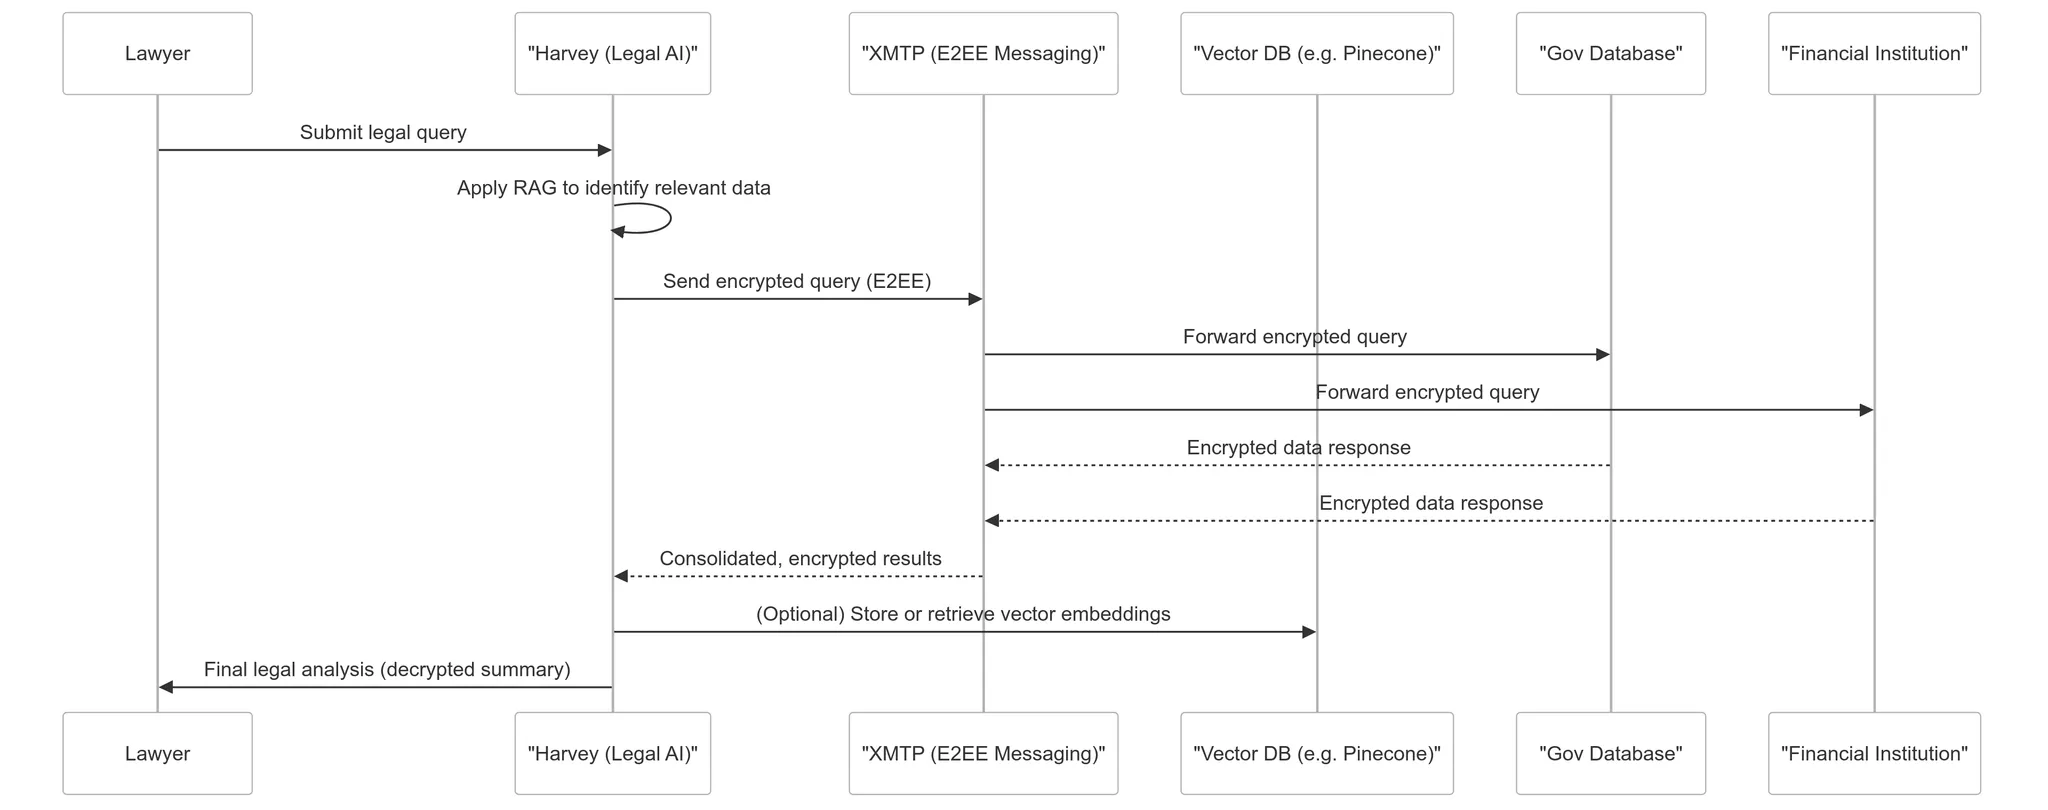 Lawyer
"Harvey (Legal AI)"
"XMTP (E2EE Messaging)"
"Vector DB (e.g. Pinecone)"
"Gov Database"
"Financial Institution"
Submit legal query
Apply RAG to identify relevant data
Send encrypted query (E2EE)
Forward encrypted query
Forward encrypted query
Encrypted data response
Encrypted data response
Consolidated, encrypted results
(Optional) Store or retrieve vector embeddings
Final legal analysis (decrypted summary)
Lawyer
"Harvey (Legal AI)"
"XMTP (E2EE Messaging)"
"Vector DB (e.g. Pinecone)"
"Gov Database"
"Financial Institution"